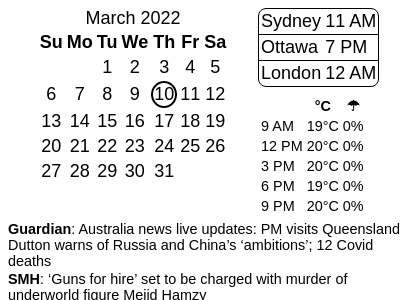 March 2022
Su Mo Tu We Th Fr Sa
1 2 3 4 5
6 7 8 9 10 11 12
13 14 15 16 17 18 19
20 21 22 23 24 25 26
27 28 29 30 31
Sydney 11 AM
Ottawa 7 PM
London 12 AM
°C ☂
9 AM 19°C 0%
12 PM 20°C 0%
3 PM 20°C 0%
6 PM 19°C 0%
9 PM 20°C 0%
Guardian: Australia news live updates: PM visits Queensland
Dutton warns of Russia and China’s ‘ambitions’; 12 Covid
deaths
SMH: ‘Guns for hire’ set to be charged with murder of
underworld figure Mejid Hamzy